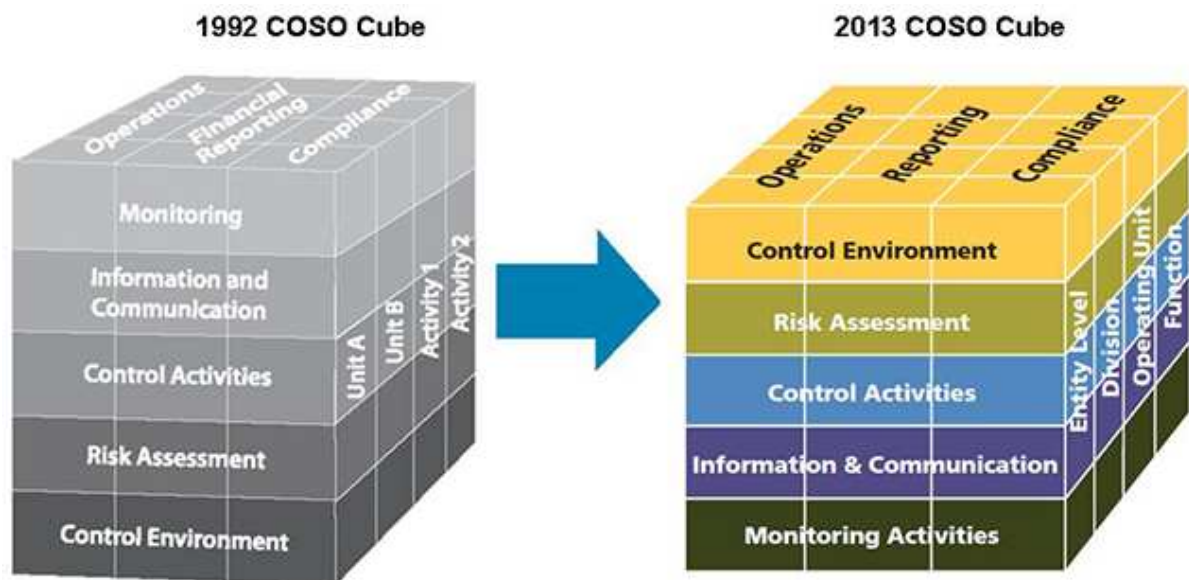 1992 COSO Cube
Operations
Financial
Reporting
Compliance
Monitoring
Information and
Communication
Control Activities
Risk Assessment
Control Environment
Unit A
Unit B
Activity 1
Activity 2
2013 COSO Cube
Operations
Reporting
Compliance
Control Environment
Risk Assessment
Control Activities
Information & Communication
Monitoring Activities
Entity Level
Division
Operating Unit
Function